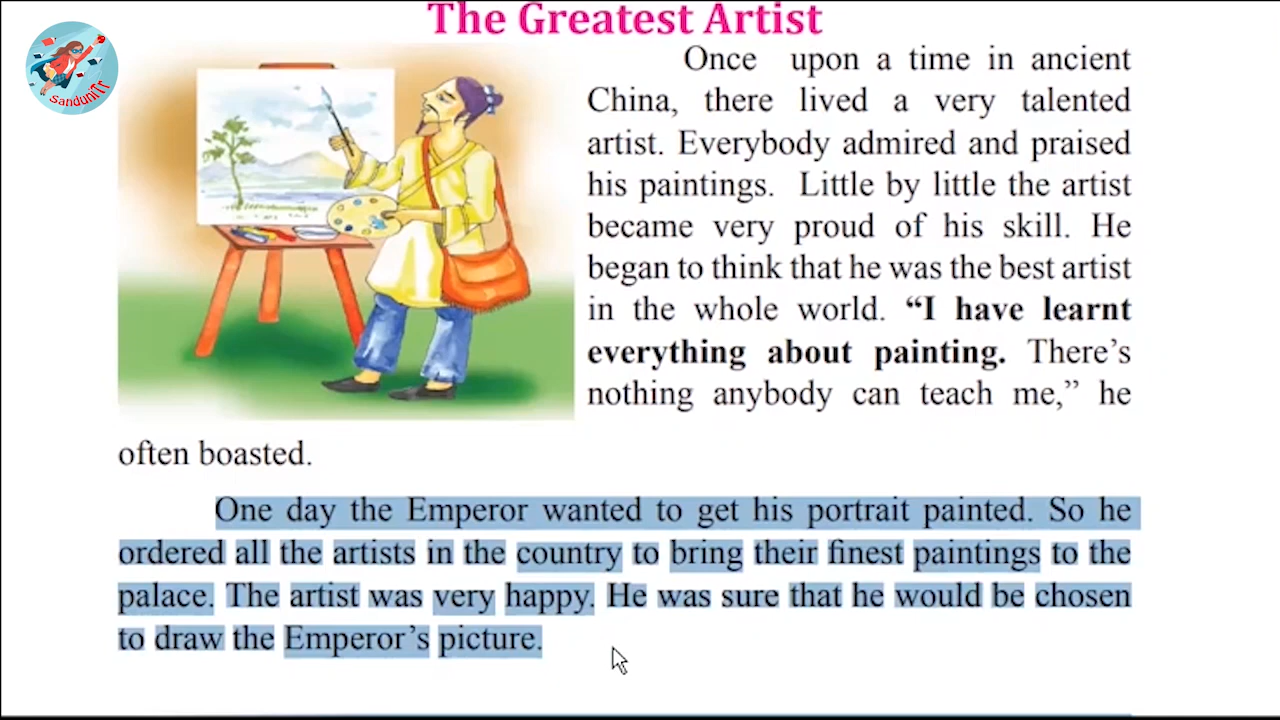 The Greatest Artist
SanduniTr
Once upon a time in ancient
China, there lived a very talented
artist. Everybody admired and praised
his paintings. Little by little the artist
became very proud of his skill. He
began to think that he was the best artist
in the whole world. “I have learnt
everything about painting. There’s
nothing anybody can teach me,” he
often boasted.
One day the Emperor wanted to get his portrait painted. So he
ordered all the artists in the country to bring their finest paintings to the
palace. The artist was very happy. He was sure that he would be chosen
to draw the Emperor’s picture.